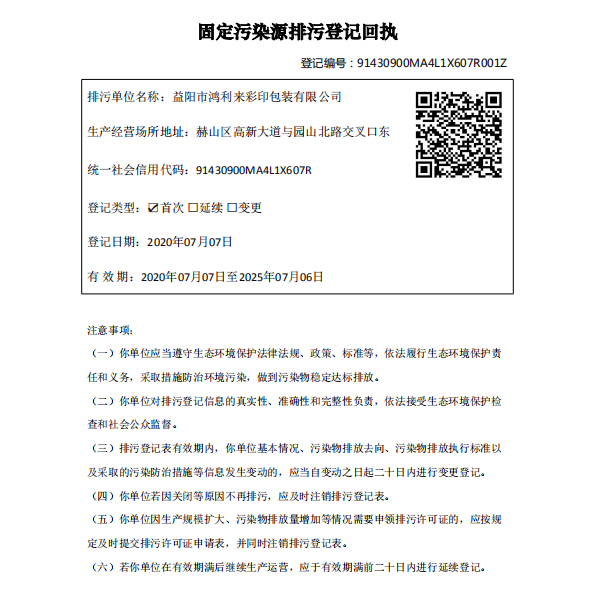 固定污染源排污登记回执
登记编号：91430900MA4L1X607R001Z
排污单位名称：益阳市鸿利来彩印包装有限公司
生产经营场所地址：赫山区高新大道与园山北路交叉口东
统一社会信用代码：91430900MA4L1X607R
登记类型：☑首次 ☐延续 ☐变更
登记日期：2020年07月07日
有 效 期：2020年07月07日至2025年07月06日
注意事项：
（一）你单位应当遵守生态环境保护法律法规、政策、标准等，依法履行生态环境保护责
任和义务，采取措施防治环境污染，做到污染物稳定达标排放。
（二）你单位对排污登记信息的真实性、准确性和完整性负责，依法接受生态环境保护检
查和社会公众监督。
（三）排污登记表有效期内，你单位基本情况、污染物排放去向、污染物排放执行标准以
及采取的污染防治措施等信息发生变动的，应当自变动之日起二十日内进行变更登记。
（四）你单位若因关闭等原因不再排污，应及时注销排污登记表。
（五）你单位因生产规模扩大、污染物排放量增加等情况需要申领排污许可证的，应按规
定及时提交排污许可证申请表，并同时注销排污登记表。
（六）若你单位在有效期满后继续生产运营，应于有效期满前二十日内进行延续登记。